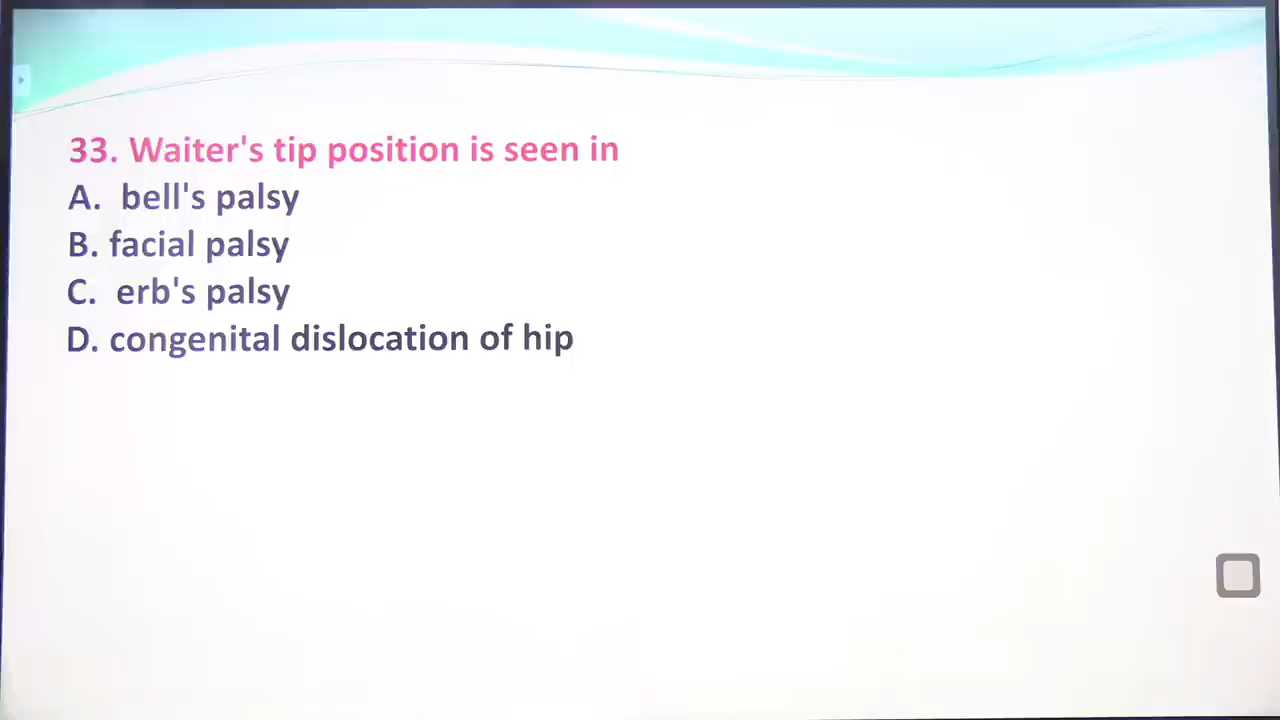 33. Waiter's tip position is seen in
A. bell's palsy
B. facial palsy
C. erb's palsy
D. congenital dislocation of hip